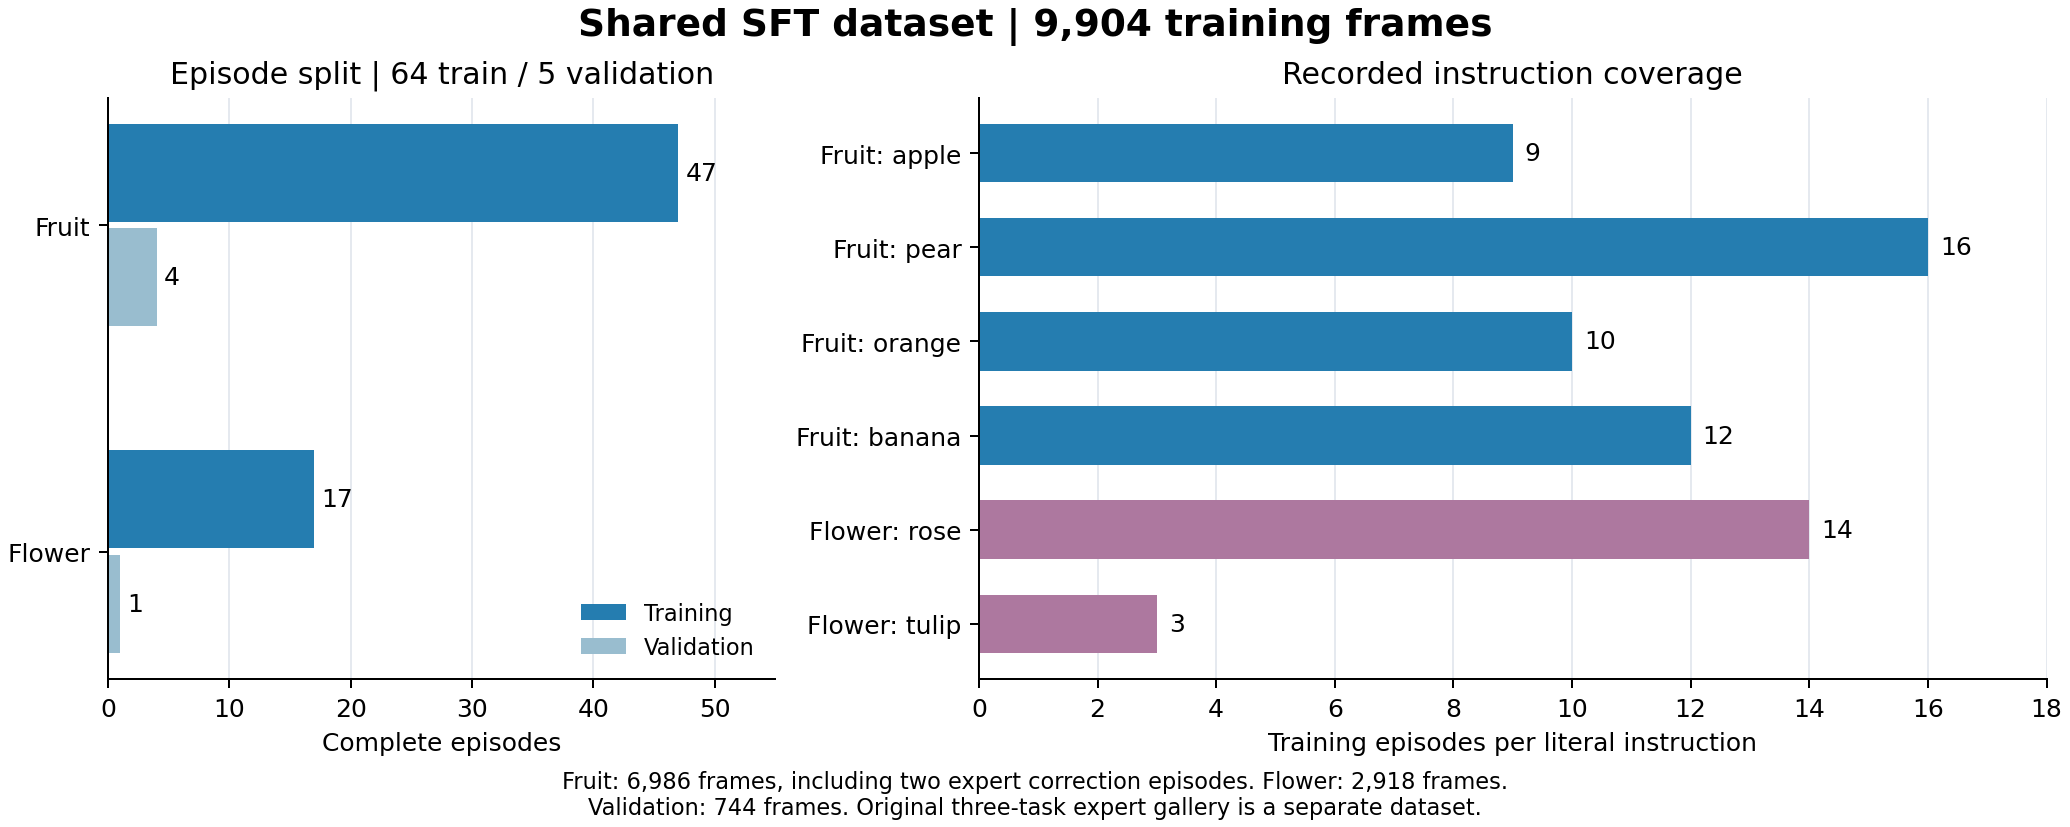 Shared SFT dataset | 9,904 training frames
Episode split | 64 train / 5 validation
Fruit
47
4
Flower
17
1
Training
Validation
0 10 20 30 40 50
Complete episodes
Recorded instruction coverage
Fruit: apple 9
Fruit: pear 16
Fruit: orange 10
Fruit: banana 12
Flower: rose 14
Flower: tulip 3
0 2 4 6 8 10 12 14 16 18
Training episodes per literal instruction
Fruit: 6,986 frames, including two expert correction episodes. Flower: 2,918 frames.
Validation: 744 frames. Original three-task expert gallery is a separate dataset.